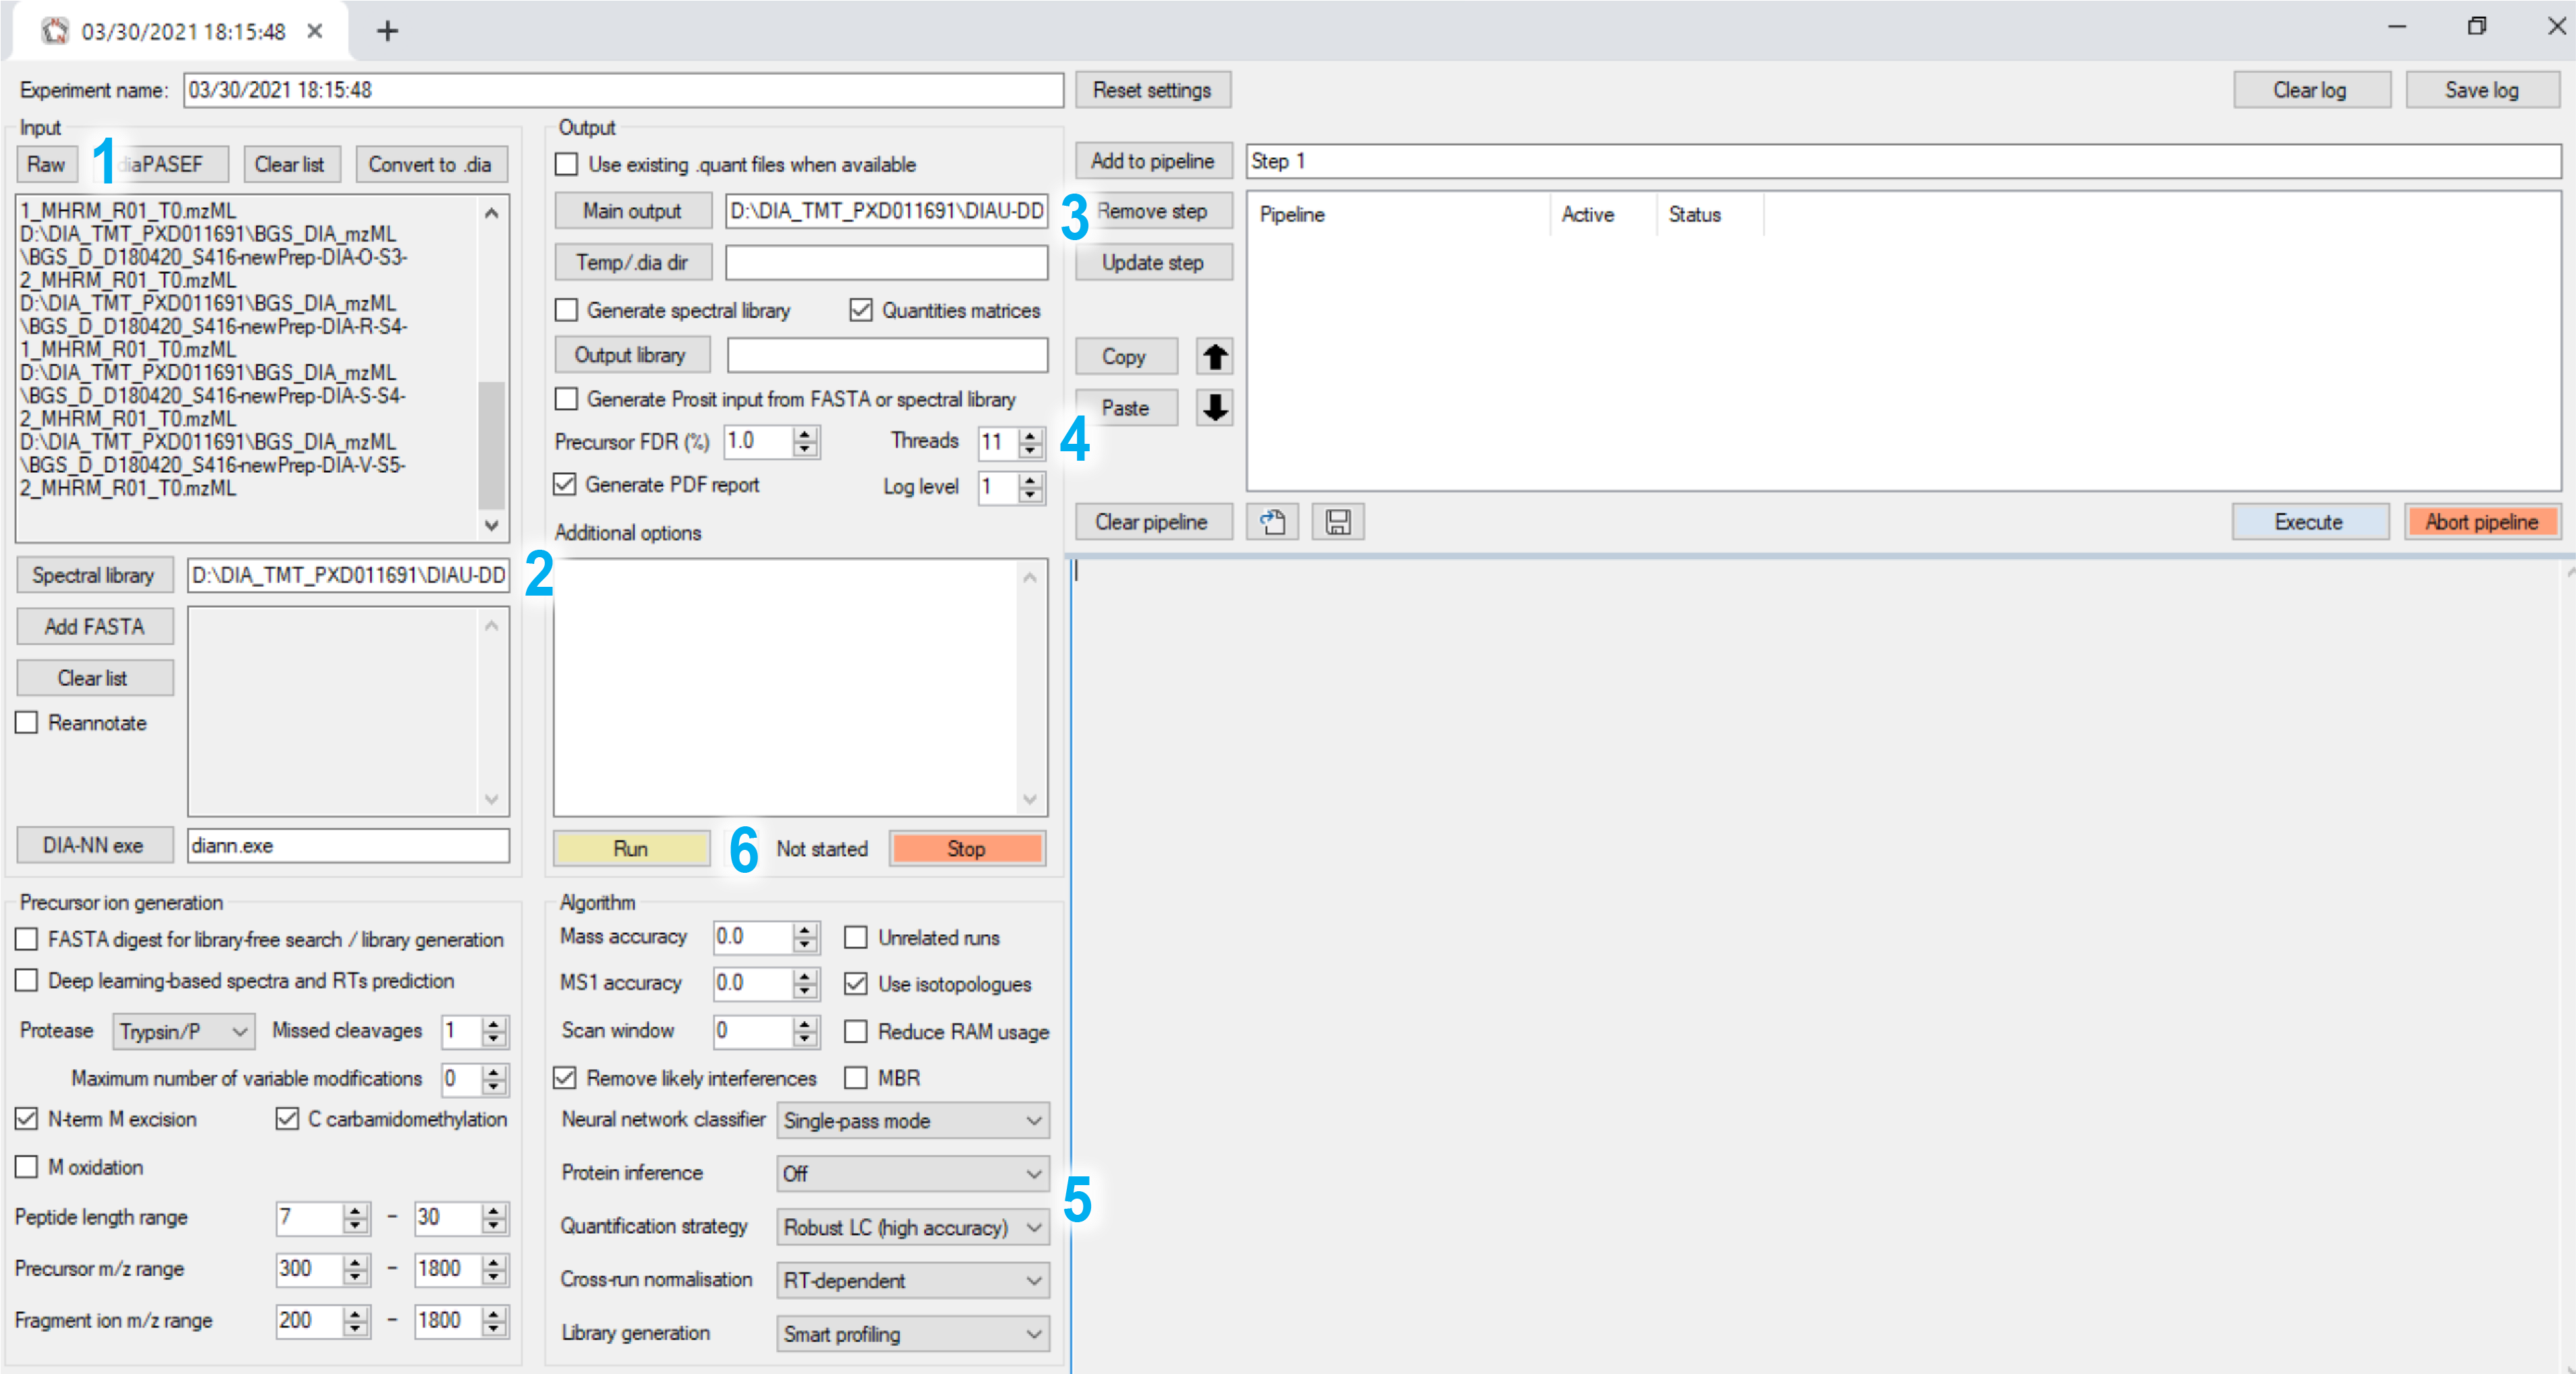 03/30/2021 18:15:48
Experiment name: 03/30/2021 18:15:48 Reset settings Clear log Save log
Input
Raw 1 diaPASEF Clear list Convert to .dia
1_MHRM_R01_T0.mzML
D:\DIA_TMT_PXD011691\BGS_DIA_mzML
\BGS_D_D180420_S416-newPrep-DIA-O-S3-
2_MHRM_R01_T0.mzML
D:\DIA_TMT_PXD011691\BGS_DIA_mzML
\BGS_D_D180420_S416-newPrep-DIA-R-S4-
1_MHRM_R01_T0.mzML
D:\DIA_TMT_PXD011691\BGS_DIA_mzML
\BGS_D_D180420_S416-newPrep-DIA-S-S4-
2_MHRM_R01_T0.mzML
D:\DIA_TMT_PXD011691\BGS_DIA_mzML
\BGS_D_D180420_S416-newPrep-DIA-V-S5-
2_MHRM_R01_T0.mzML
Spectral library D:\DIA_TMT_PXD011691\DIAU-DD 2
Add FASTA
Clear list
Reannotate
DIA-NN exe diann.exe
Output
Use existing .quant files when available
Main output D:\DIA_TMT_PXD011691\DIAU-DD 3
Temp/.dia dir
Generate spectral library Quantities matrices
Output library
Generate Prosit input from FASTA or spectral library
Precursor FDR (%) 1.0 Threads 11 4
Generate PDF report Log level 1
Additional options
Run 6 Not started Stop
Add to pipeline Step 1
Remove step
Update step
Pipeline Active Status
Copy
Paste
Clear pipeline Execute Abort pipeline
Precursor ion generation
FASTA digest for library-free search / library generation
Deep learning-based spectra and RTs prediction
Protease Trypsin/P Missed cleavages 1
Maximum number of variable modifications 0
N-term M excision C carbamidomethylation
M oxidation
Peptide length range 7 - 30
Precursor m/z range 300 - 1800
Fragment ion m/z range 200 - 1800
Algorithm
Mass accuracy 0.0 Unrelated runs
MS1 accuracy 0.0 Use isotopologues
Scan window 0 Reduce RAM usage
Remove likely interferences MBR
Neural network classifier Single-pass mode
Protein inference Off
5
Quantification strategy Robust LC (high accuracy)
Cross-run normalisation RT-dependent
Library generation Smart profiling